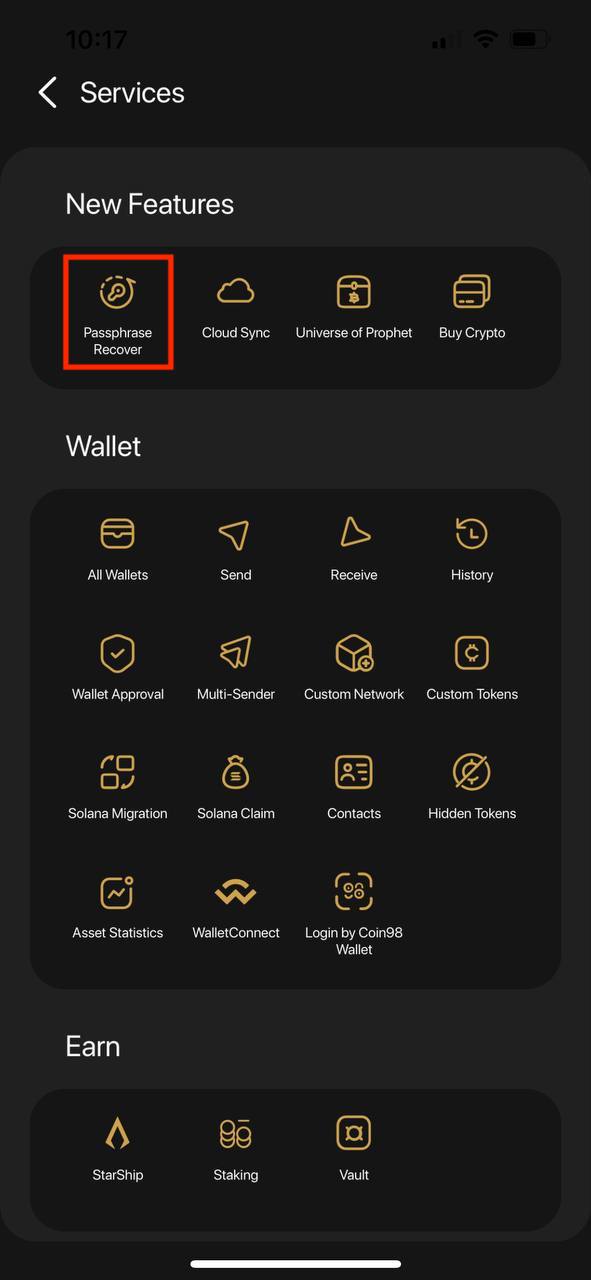 10:17
Services
New Features
Passphrase
Recover
Cloud Sync
Universe of Prophet
Buy Crypto
Wallet
All Wallets
Send
Receive
History
Wallet Approval
Multi-Sender
Custom Network
Custom Tokens
Solana Migration
Solana Claim
Contacts
Hidden Tokens
Asset Statistics
WalletConnect
Login by Coin98
Wallet
Earn
StarShip
Staking
Vault